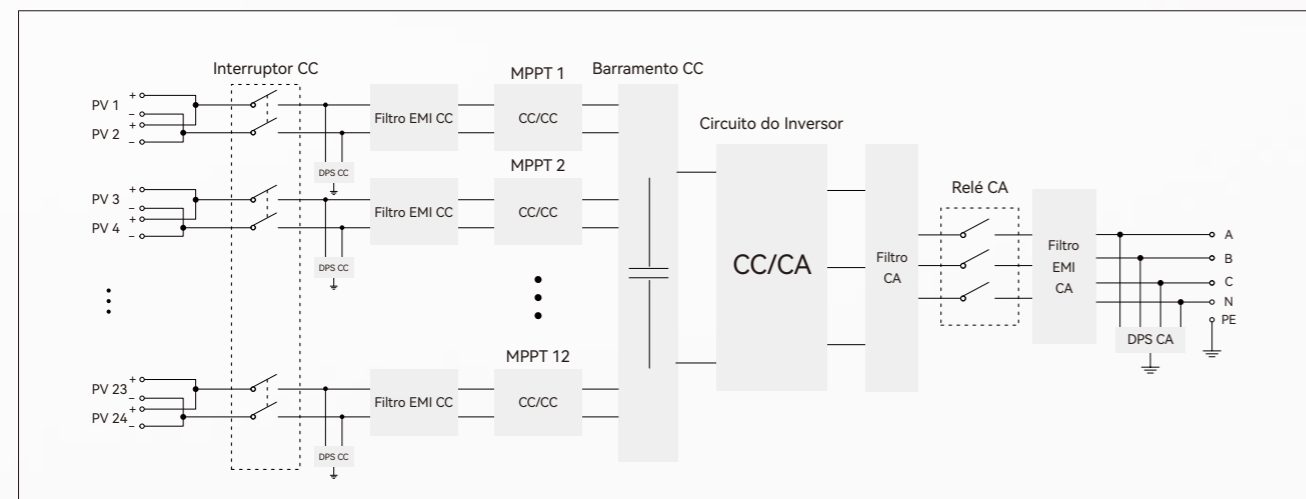 Interruptor CC
MPPT 1
Barramento CC
PV 1
+
–
PV 2
+
–
Filtro EMI CC
CC/CC
DPS CC
Circuito do Inversor
MPPT 2
PV 3
+
–
PV 4
+
–
Filtro EMI CC
CC/CC
DPS CC
CC/CA
Filtro
CA
Relé CA
Filtro
EMI
CA
A
B
C
N
PE
DPS CA
MPPT 12
PV 23
+
–
PV 24
+
–
Filtro EMI CC
CC/CC
DPS CC